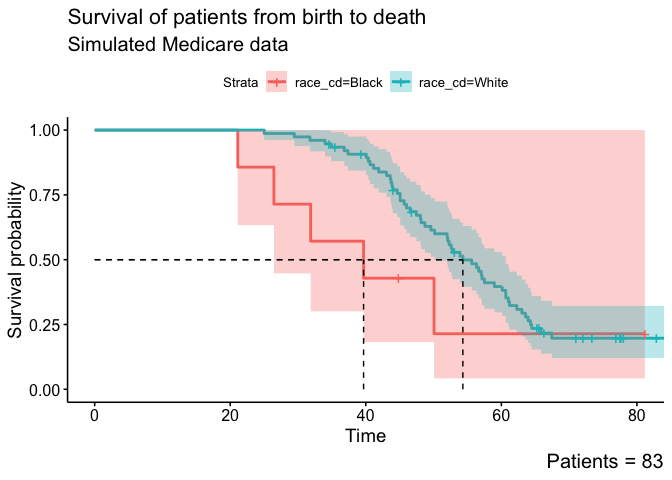 Survival of patients from birth to death
Simulated Medicare data
Strata race_cd=Black race_cd=White
1.00
0.75
0.50
0.25
0.00
Survival probability
0 20 40 60 80
Time
Patients = 83